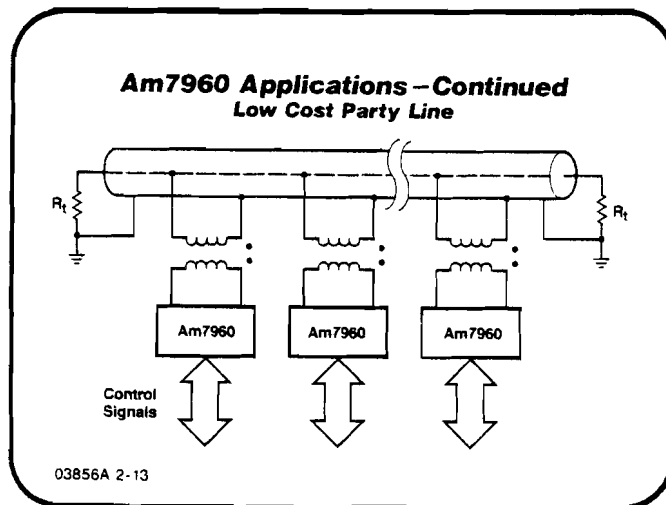 Am7960 Applications – Continued
Low Cost Party Line
Rt
Rt
Am7960
Am7960
Am7960
Control
Signals
03856A 2-13